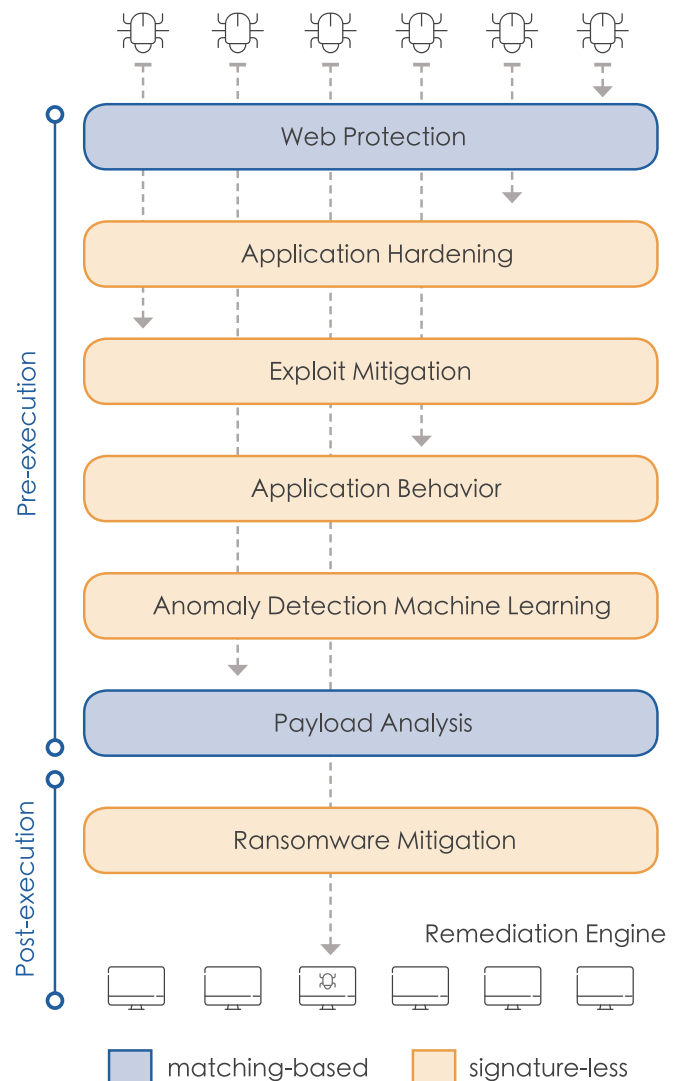 Web Protection
Application Hardening
Exploit Mitigation
Application Behavior
Anomaly Detection Machine Learning
Payload Analysis
Ransomware Mitigation
Remediation Engine
Pre-execution
Post-execution
matching-based
signature-less